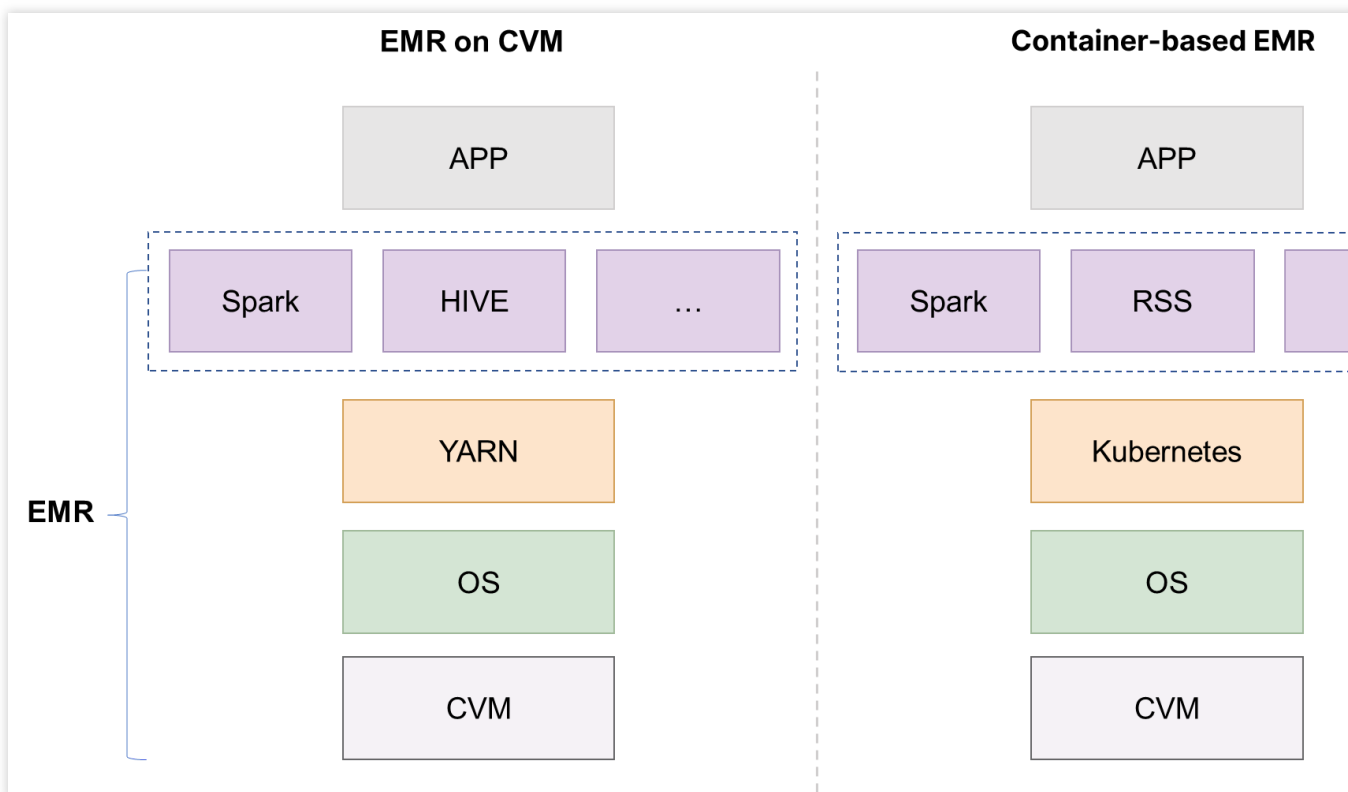 EMR on CVM
Container-based EMR
APP
APP
Spark
HIVE
...
Spark
RSS
YARN
Kubernetes
EMR
OS
OS
CVM
CVM